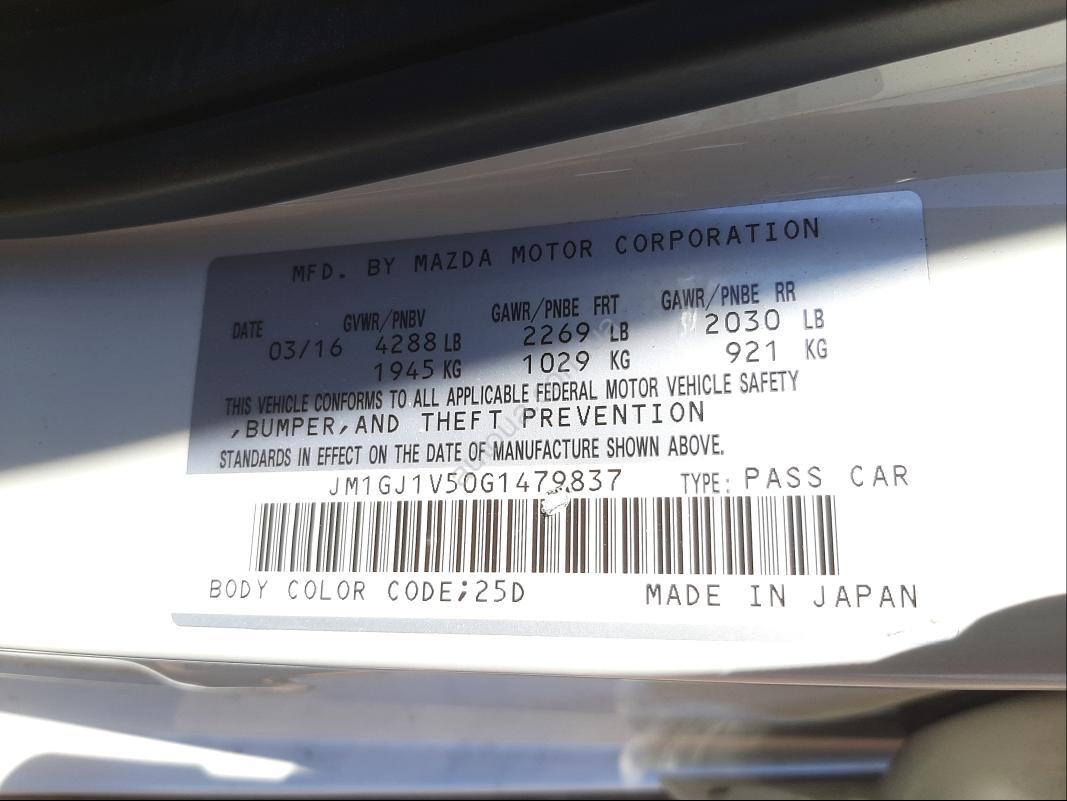 MFD. BY MAZDA MOTOR CORPORATION
DATE GVWR/PNBV GAWR/PNBE FRT GAWR/PNBE RR
03/16 4288 LB 2269 LB 2030 LB
1945 KG 1029 KG 921 KG
THIS VEHICLE CONFORMS TO ALL APPLICABLE FEDERAL MOTOR VEHICLE SAFETY
,BUMPER,AND THEFT PREVENTION
STANDARDS IN EFFECT ON THE DATE OF MANUFACTURE SHOWN ABOVE.
JM1GJ1V50G1479837 TYPE: PASS CAR
BODY COLOR CODE;25D MADE IN JAPAN